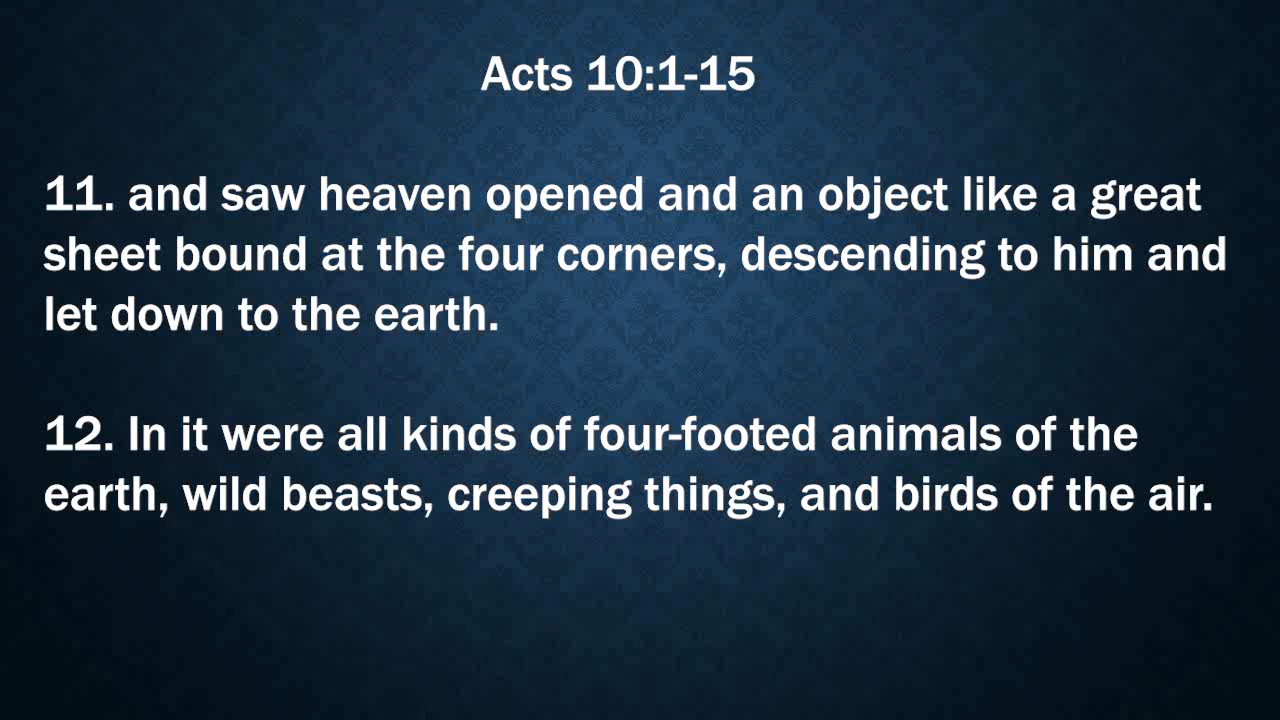 Acts 10:1-15
11. and saw heaven opened and an object like a great
sheet bound at the four corners, descending to him and
let down to the earth.
12. In it were all kinds of four-footed animals of the
earth, wild beasts, creeping things, and birds of the air.